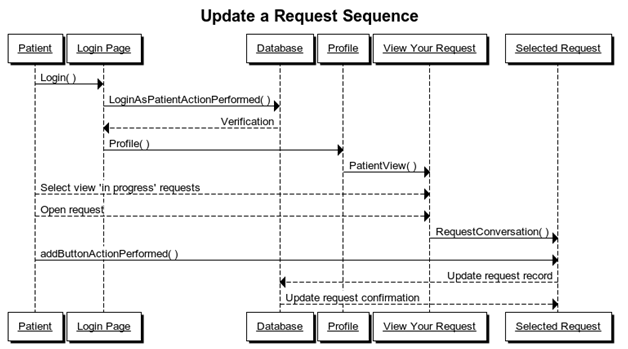 Update a Request Sequence
Patient Login Page Database Profile View Your Request Selected Request
Login( )
LoginAsPatientActionPerformed( )
Verification
Profile( )
PatientView( )
Select view 'in progress' requests
Open request
RequestConversation( )
addButtonActionPerformed( )
Update request record
Update request confirmation
Patient Login Page Database Profile View Your Request Selected Request